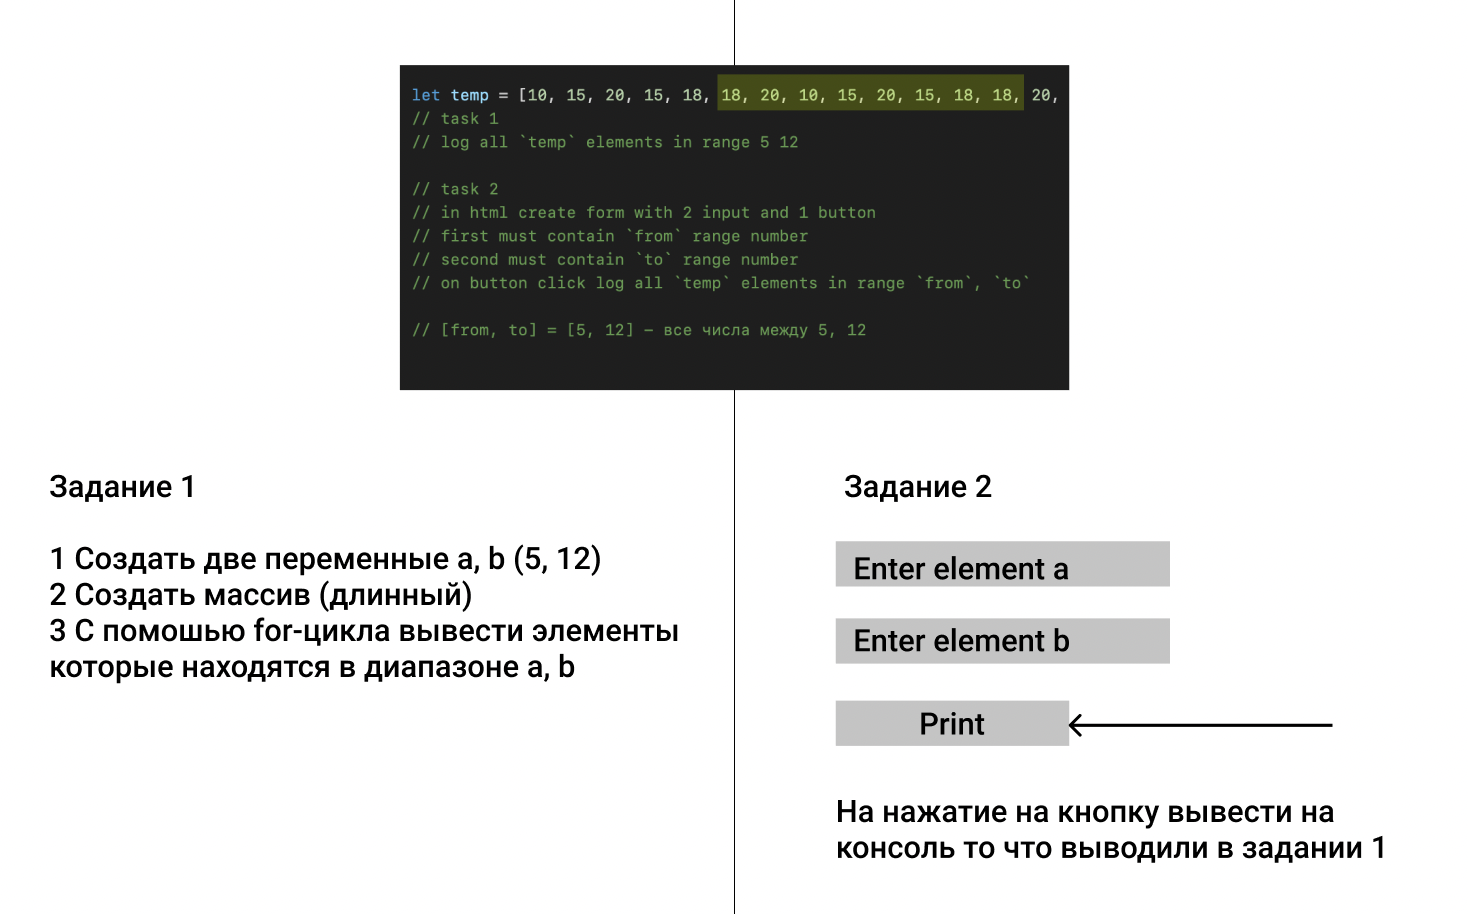 let temp = [10, 15, 20, 15, 18, 18, 20, 10, 15, 20, 15, 18, 18, 20,
// task 1
// log all `temp` elements in range 5 12
// task 2
// in html create form with 2 input and 1 button
// first must contain `from` range number
// second must contain `to` range number
// on button click log all `temp` elements in range `from`, `to`
// [from, to] = [5, 12] – все числа между 5, 12
Задание 1
1 Создать две переменные a, b (5, 12)
2 Создать массив (длинный)
3 С помошью for-цикла вывести элементы
которые находятся в диапазоне a, b
Задание 2
Enter element a
Enter element b
Print
На нажатие на кнопку вывести на
консоль то что выводили в задании 1